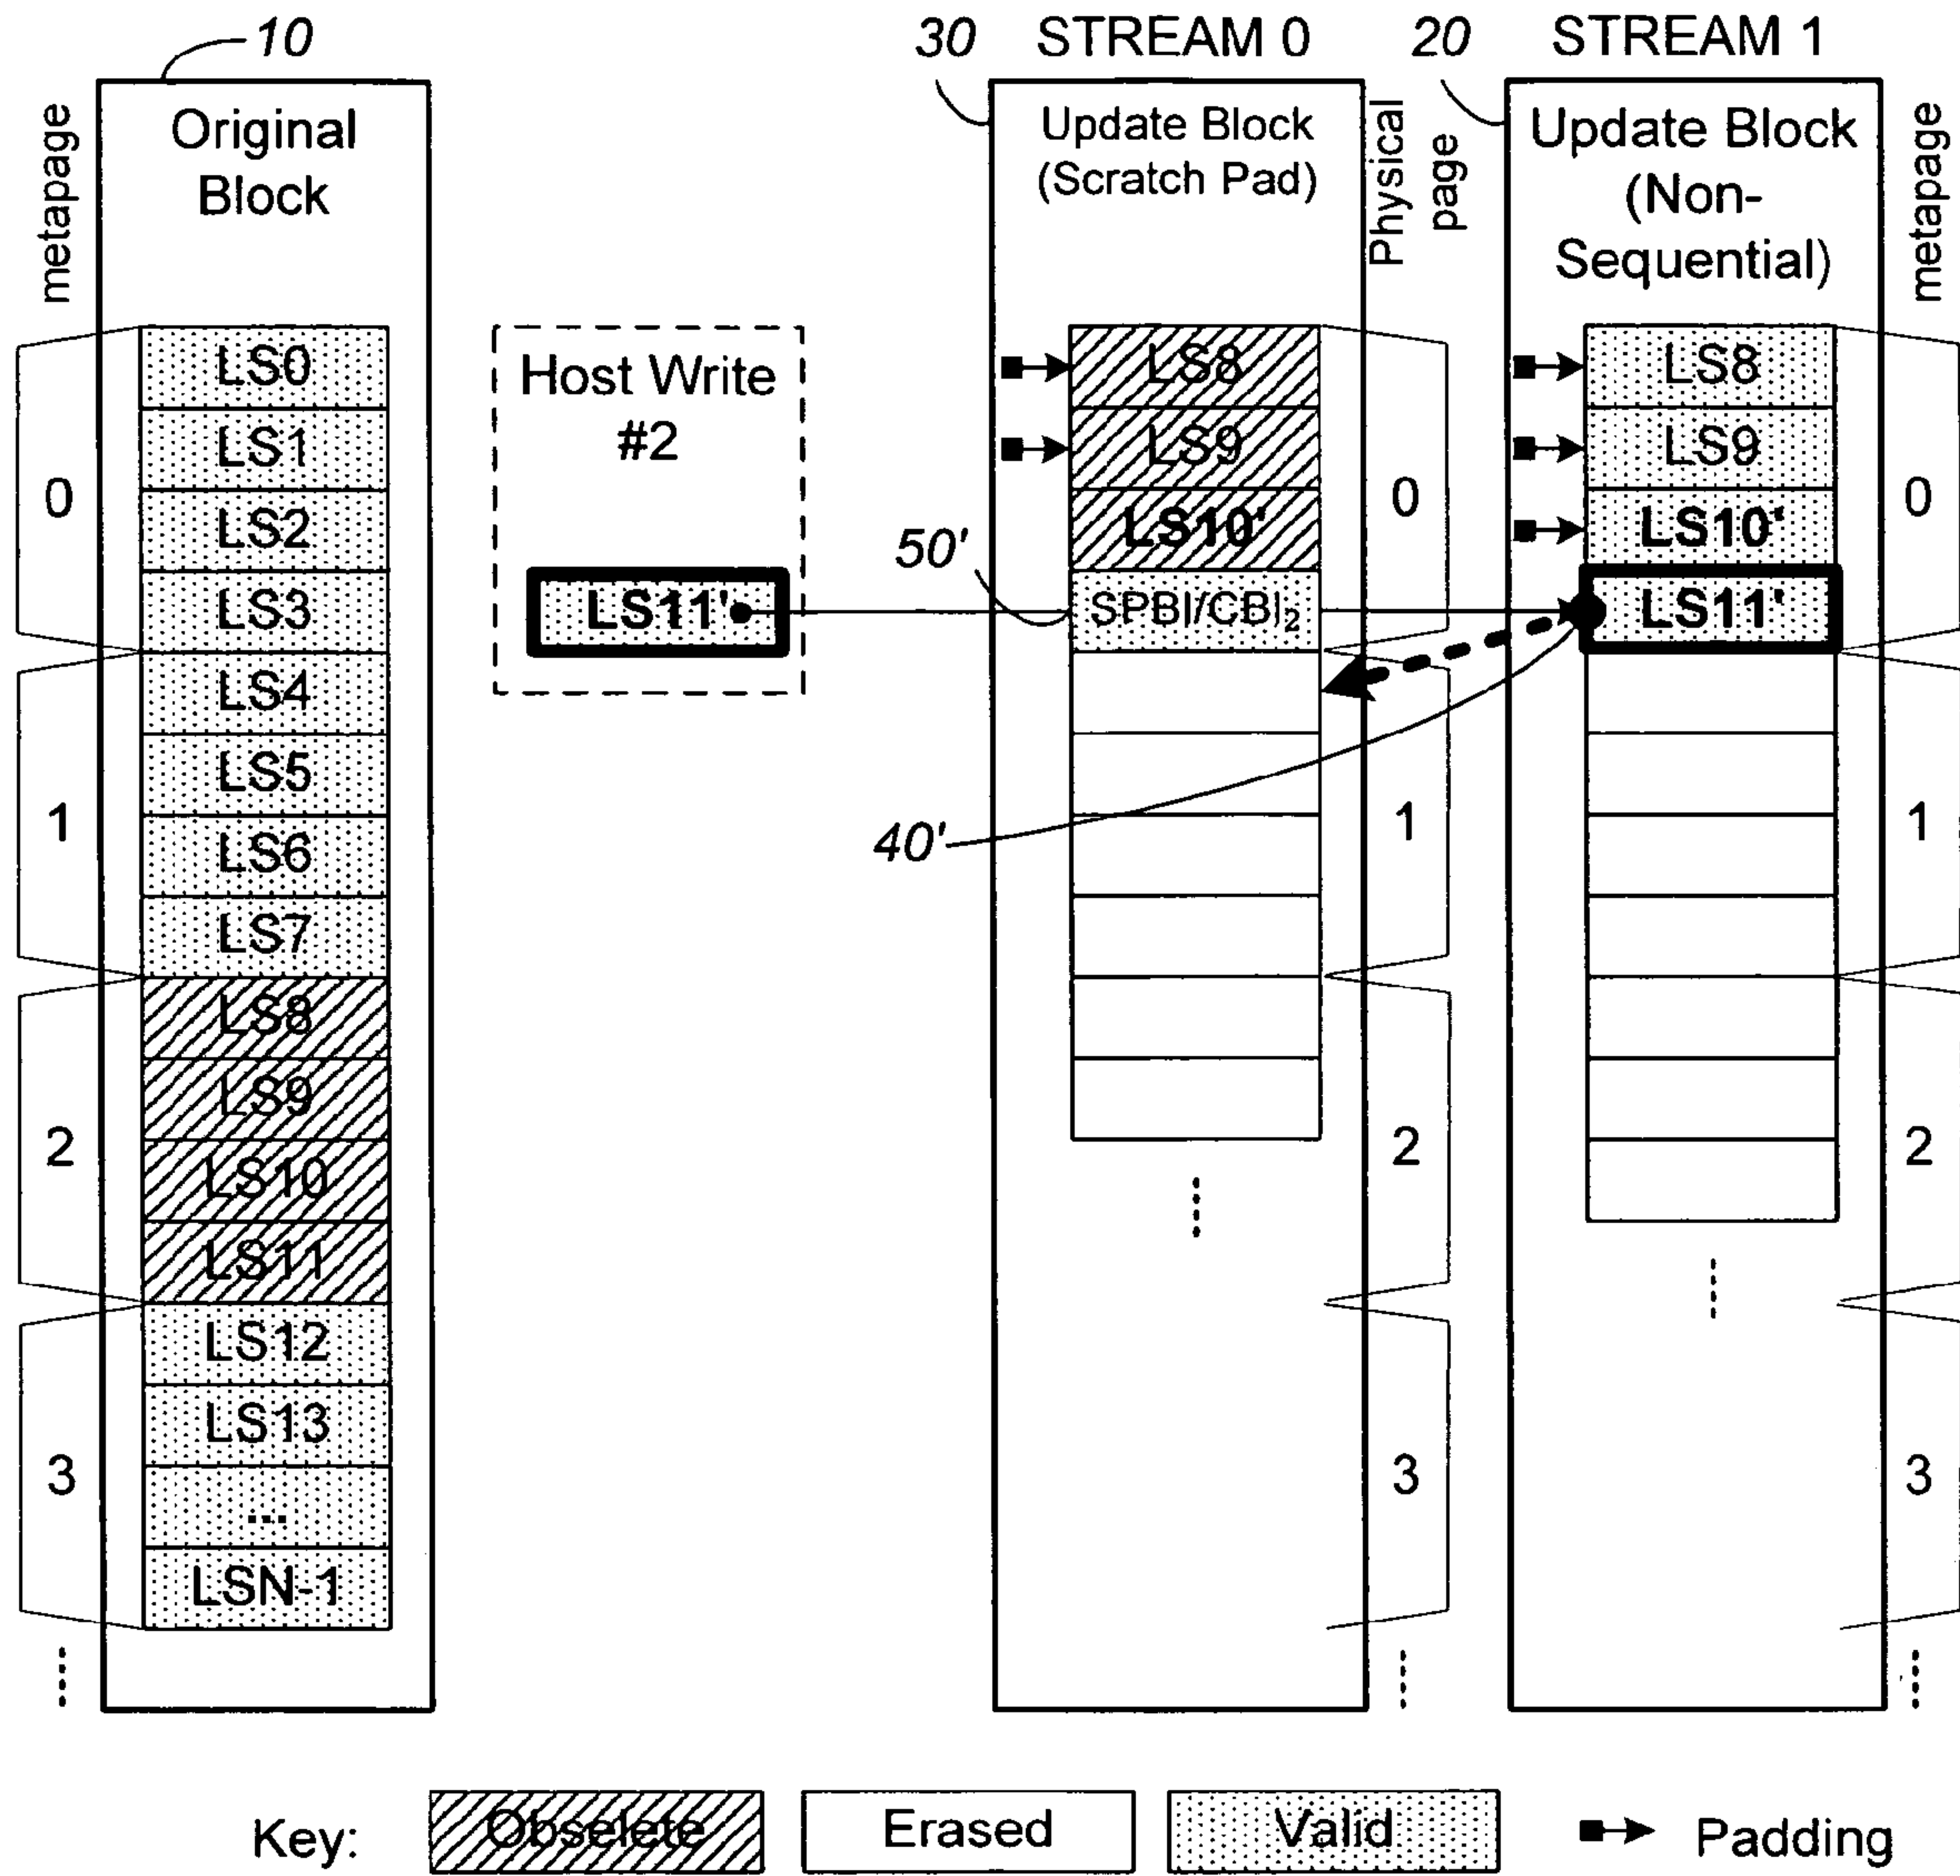 10
30 STREAM 0
20 STREAM 1
metapage
Original
Block
Update Block
(Scratch Pad)
Physical
page
Update Block
(Non-
Sequential)
metapage
0
1
2
3
LS0
LS1
LS2
LS3
LS4
LS5
LS6
LS7
LS8
LS9
LS10
LS11
LS12
LS13
...
LSN-1
Host Write
#2
LS11'
50'
40'
LS8
LS9
LS10'
SPBI/CBI₂
0
1
2
3
LS8
LS9
LS10'
LS11'
0
1
2
3
Key:
Obselete
Erased
Valid
Padding